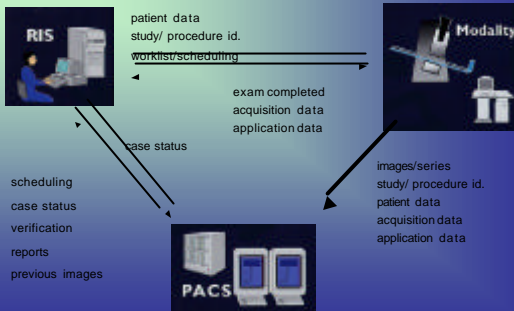 patient data
study/ procedure id.
worklist/scheduling
RIS
Modality
exam completed
acquisition data
application data
case status
images/series
study/ procedure id.
patient data
acquisition data
application data
scheduling
case status
verification
reports
previous images
PACS